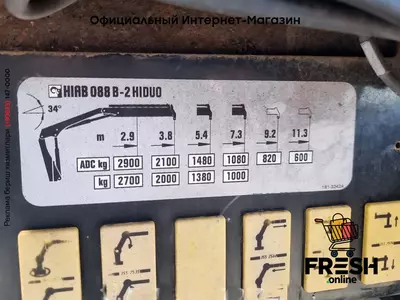 Официальный Интернет-Магазин
HIAB 088 B-2 HIDUO
34°
m 2.9 3.8 5.4 7.3 9.2 11.3
ADC kg 2900 2100 1480 1080 820 600
kg 2700 2000 1380 1000
FRESH
online